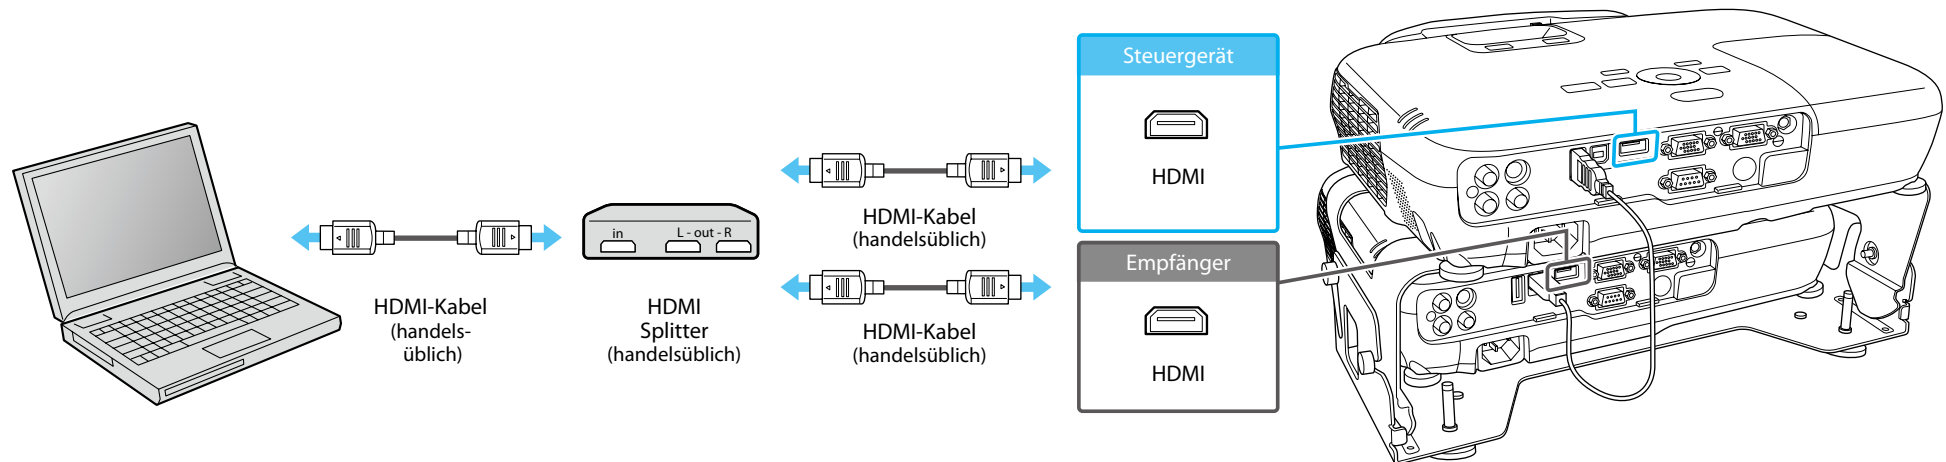 HDMI-Kabel
(handels-
üblich)
in
L - out - R
HDMI
Splitter
(handelsüblich)
HDMI-Kabel
(handelsüblich)
HDMI-Kabel
(handelsüblich)
Steuergerät
HDMI
Empfänger
HDMI